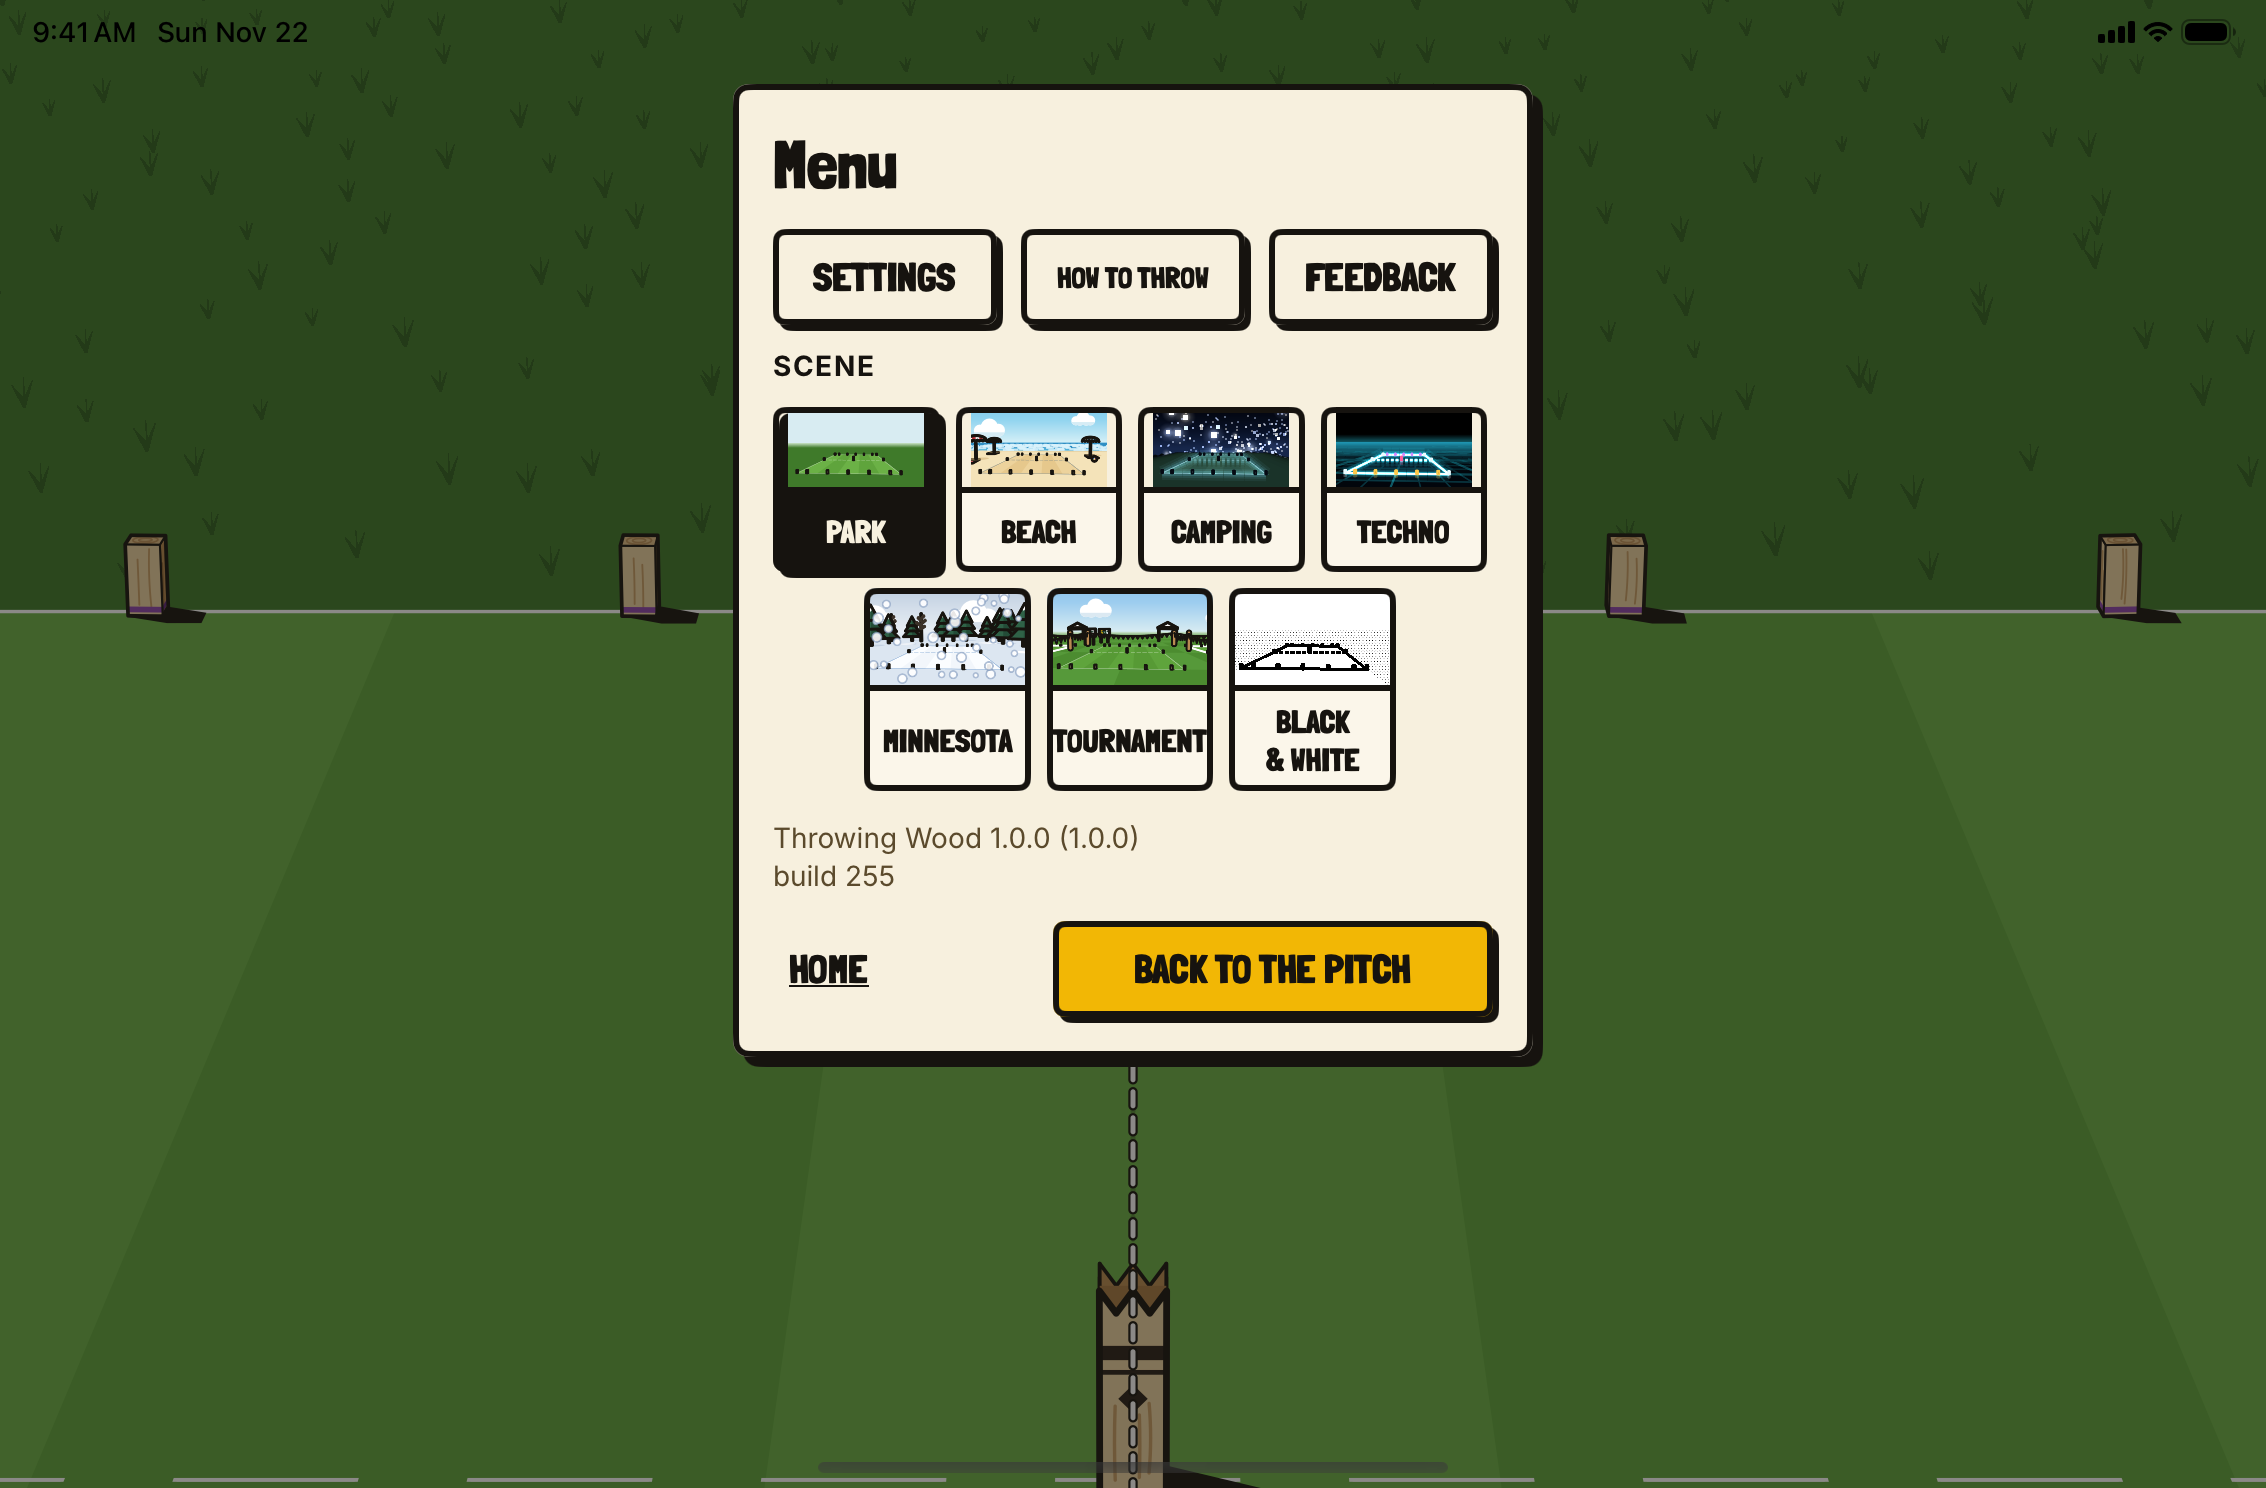 9:41 AM Sun Nov 22
Menu
SETTINGS
HOW TO THROW
FEEDBACK
SCENE
PARK
BEACH
CAMPING
TECHNO
MINNESOTA
TOURNAMENT
BLACK
& WHITE
Throwing Wood 1.0.0 (1.0.0)
build 255
HOME
BACK TO THE PITCH